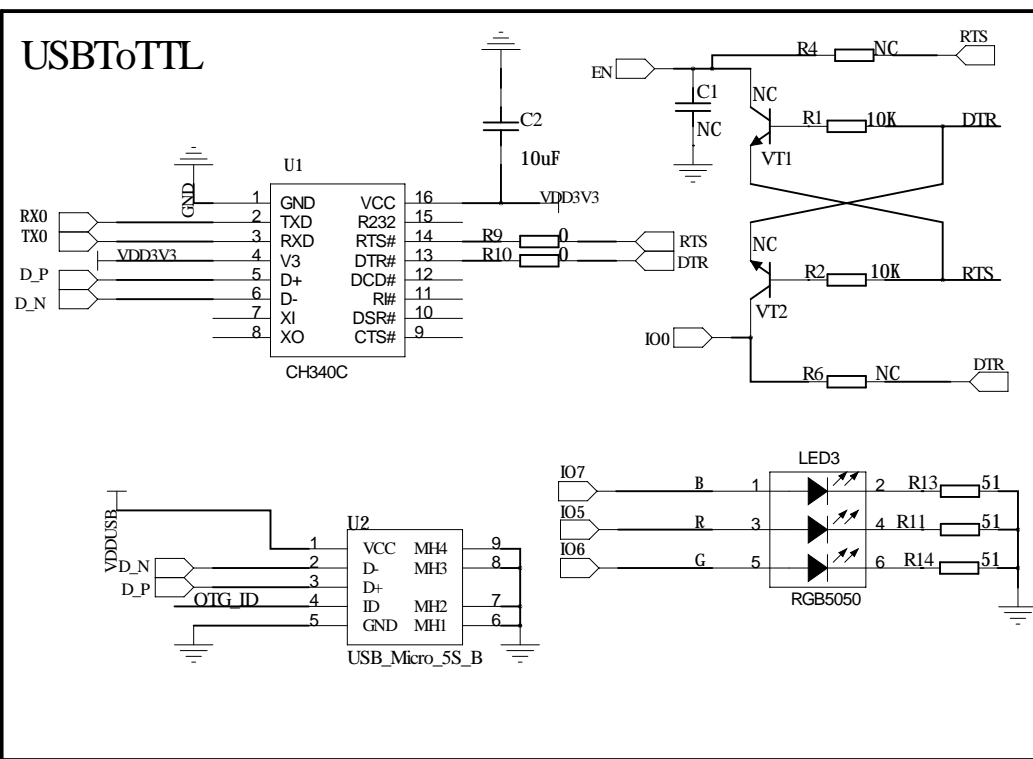 USBToTTL
U1
GND
C2
10uF
VDD3V3
RX0
TX0
VDD3V3
D_P
D_N
1 GND VCC 16
2 TXD R232 15
3 RXD RTS# 14
4 V3 DTR# 13
5 D+ DCD# 12
6 D- RI# 11
7 XI DSR# 10
8 XO CTS# 9
CH340C
R9 0 RTS
R10 0 DTR
R4 NC RTS
EN
C1
NC
NC
VT1
R1 10K DTR
NC
VT2
R2 10K RTS
IO0
R6 NC DTR
VDDUSB
U2
D_N
D_P
OTG_ID
1 VCC MH4 9
2 D- MH3 8
3 D+
4 ID MH2 7
5 GND MH1 6
USB_Micro_5S_B
LED3
IO7 B 1 2 R13 51
IO5 R 3 4 R11 51
IO6 G 5 6 R14 51
RGB5050